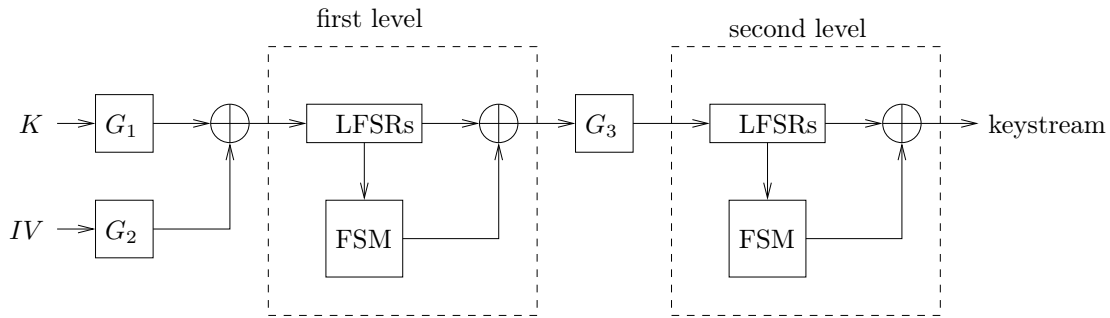 first level
second level
K
G₁
LFSRs
G₃
LFSRs
keystream
IV
G₂
FSM
FSM